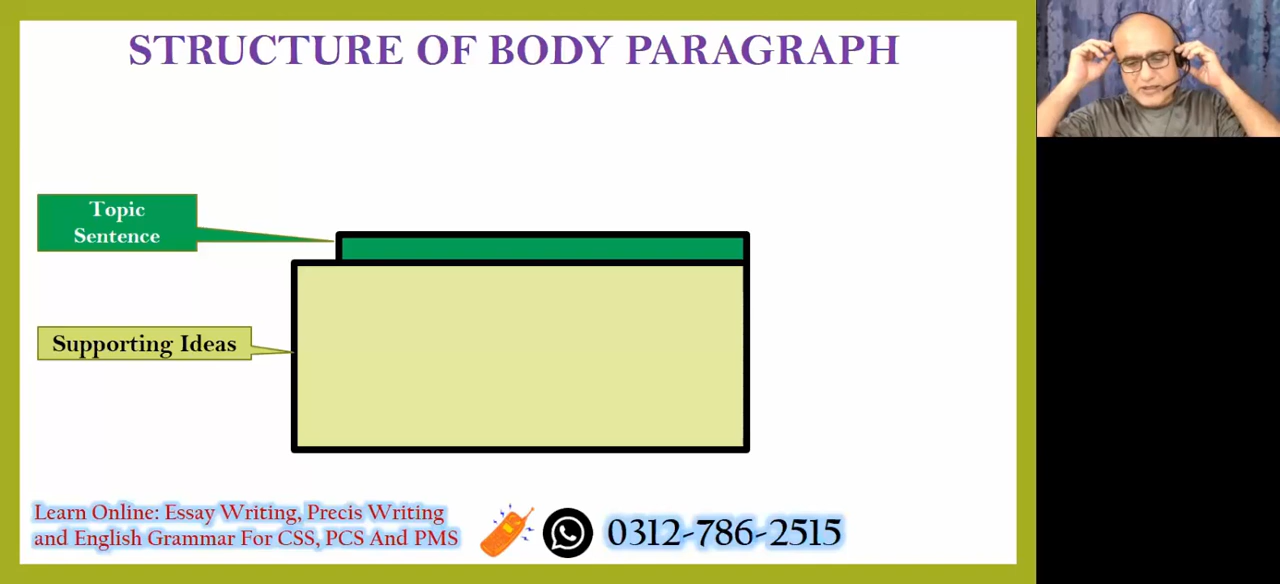 STRUCTURE OF BODY PARAGRAPH
Topic
Sentence
Supporting Ideas
Learn Online: Essay Writing, Precis Writing
and English Grammar For CSS, PCS And PMS
0312-786-2515